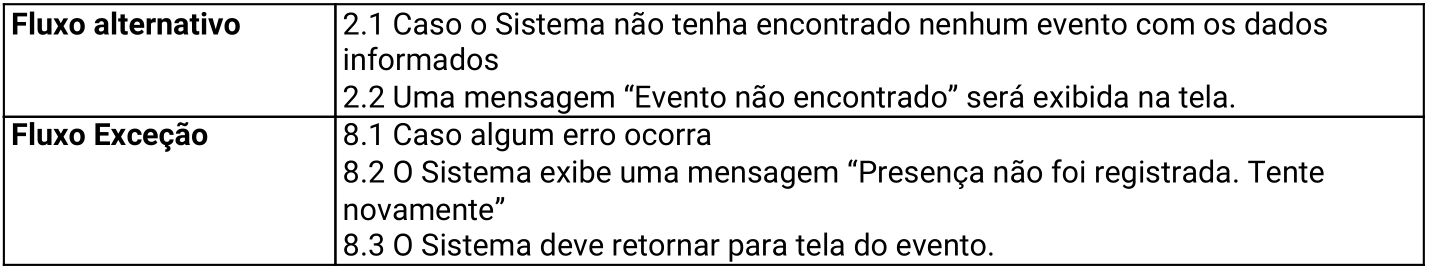 Fluxo alternativo
2.1 Caso o Sistema não tenha encontrado nenhum evento com os dados
informados
2.2 Uma mensagem “Evento não encontrado” será exibida na tela.
Fluxo Exceção
8.1 Caso algum erro ocorra
8.2 O Sistema exibe uma mensagem “Presença não foi registrada. Tente
novamente”
8.3 O Sistema deve retornar para tela do evento.